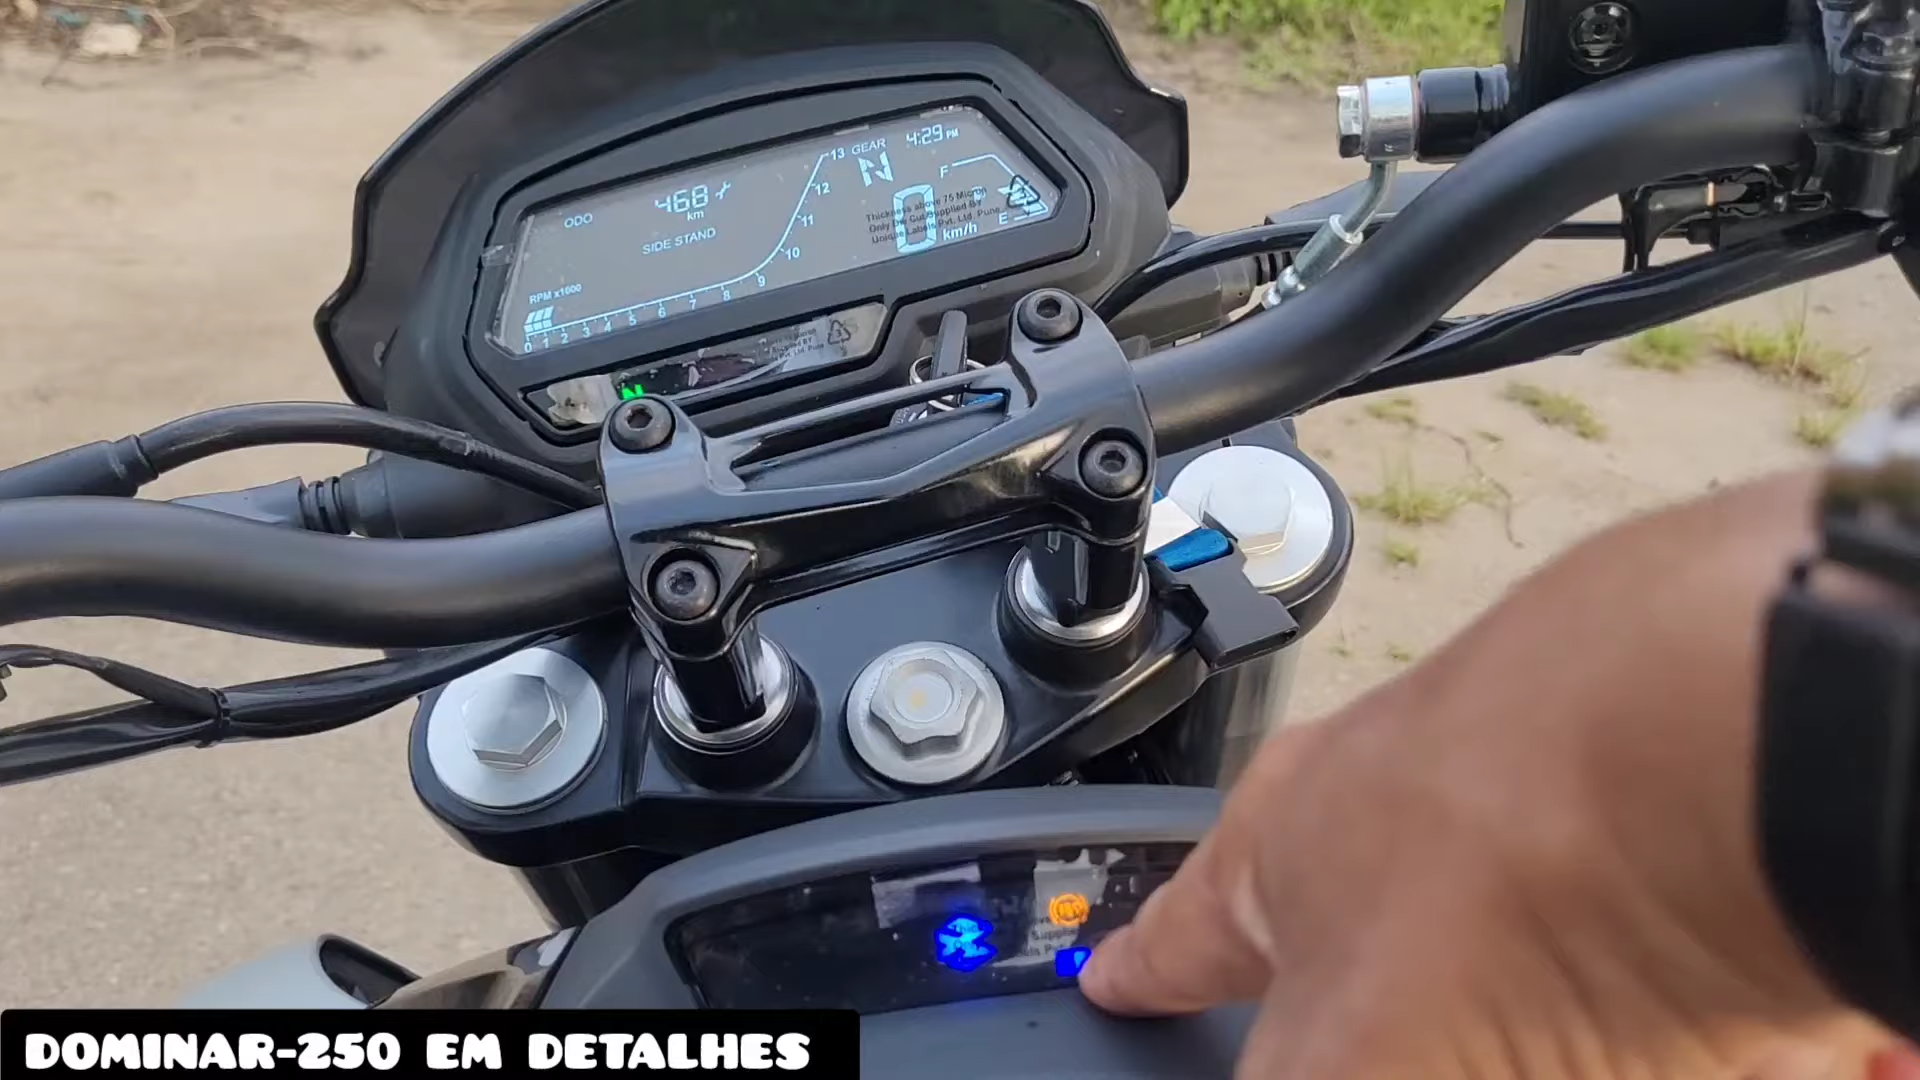 13 GEAR 4:29 PM
12 N F
ODO 468 km
SIDE STAND
11
10
0 km/h E
Thickness above 75 Micron
Only Die Cut Supplied BY
Unique Labels Pvt. Ltd. Pune
RPM x1000
0 1 2 3 4 5 6 7 8 9
N
DOMINAR-250 EM DETALHES